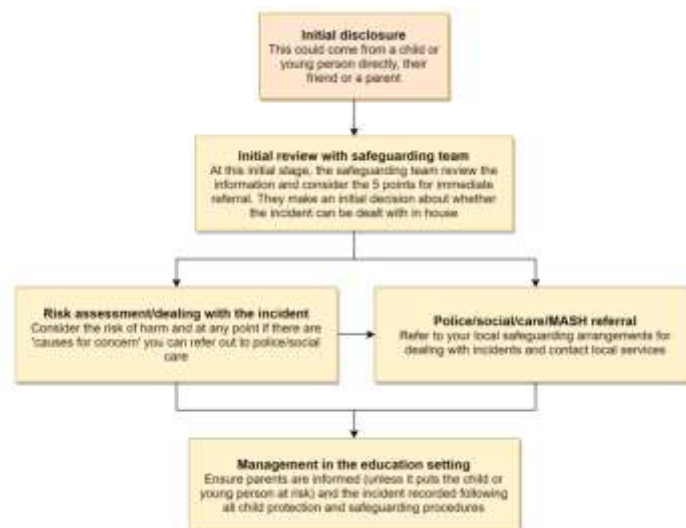 Initial disclosure
This could come from a child or
young person directly, their
friend or a parent
Initial review with safeguarding team
At this initial stage, the safeguarding team review the
information and consider the 5 points for immediate
referral. They make an initial decision about whether
the incident can be dealt with in house
Risk assessment/dealing with the incident
Consider the risk of harm and at any point if there are
'causes for concern' you can refer out to police/social
care
Police/social/care/MASH referral
Refer to your local safeguarding arrangements for
dealing with incidents and contact local services
Management in the education setting
Ensure parents are informed (unless it puts the child or
young person at risk) and the incident recorded following
all child protection and safeguarding procedures